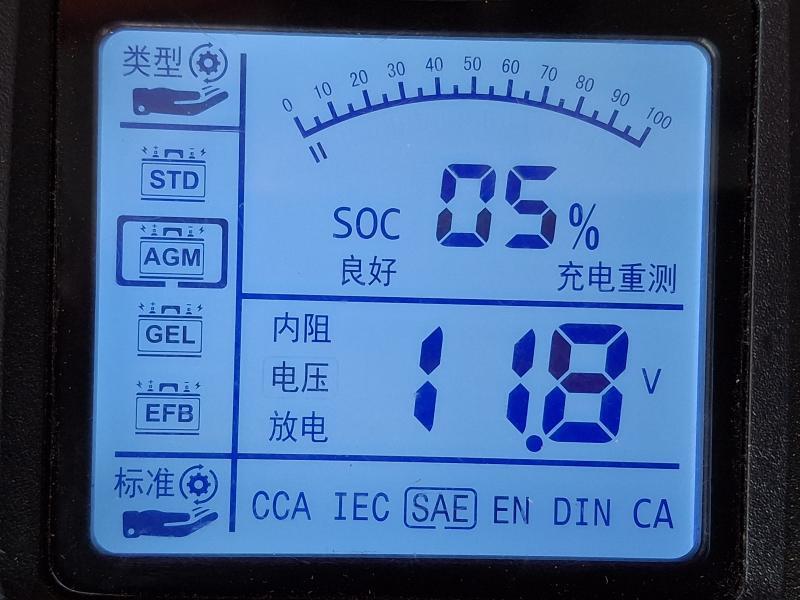 类型
0 10 20 30 40 50 60 70 80 90 100
STD
AGM
GEL
EFB
SOC 05%
良好 充电重测
内阻
电压
放电
11.8 V
标准
CCA IEC SAE EN DIN CA